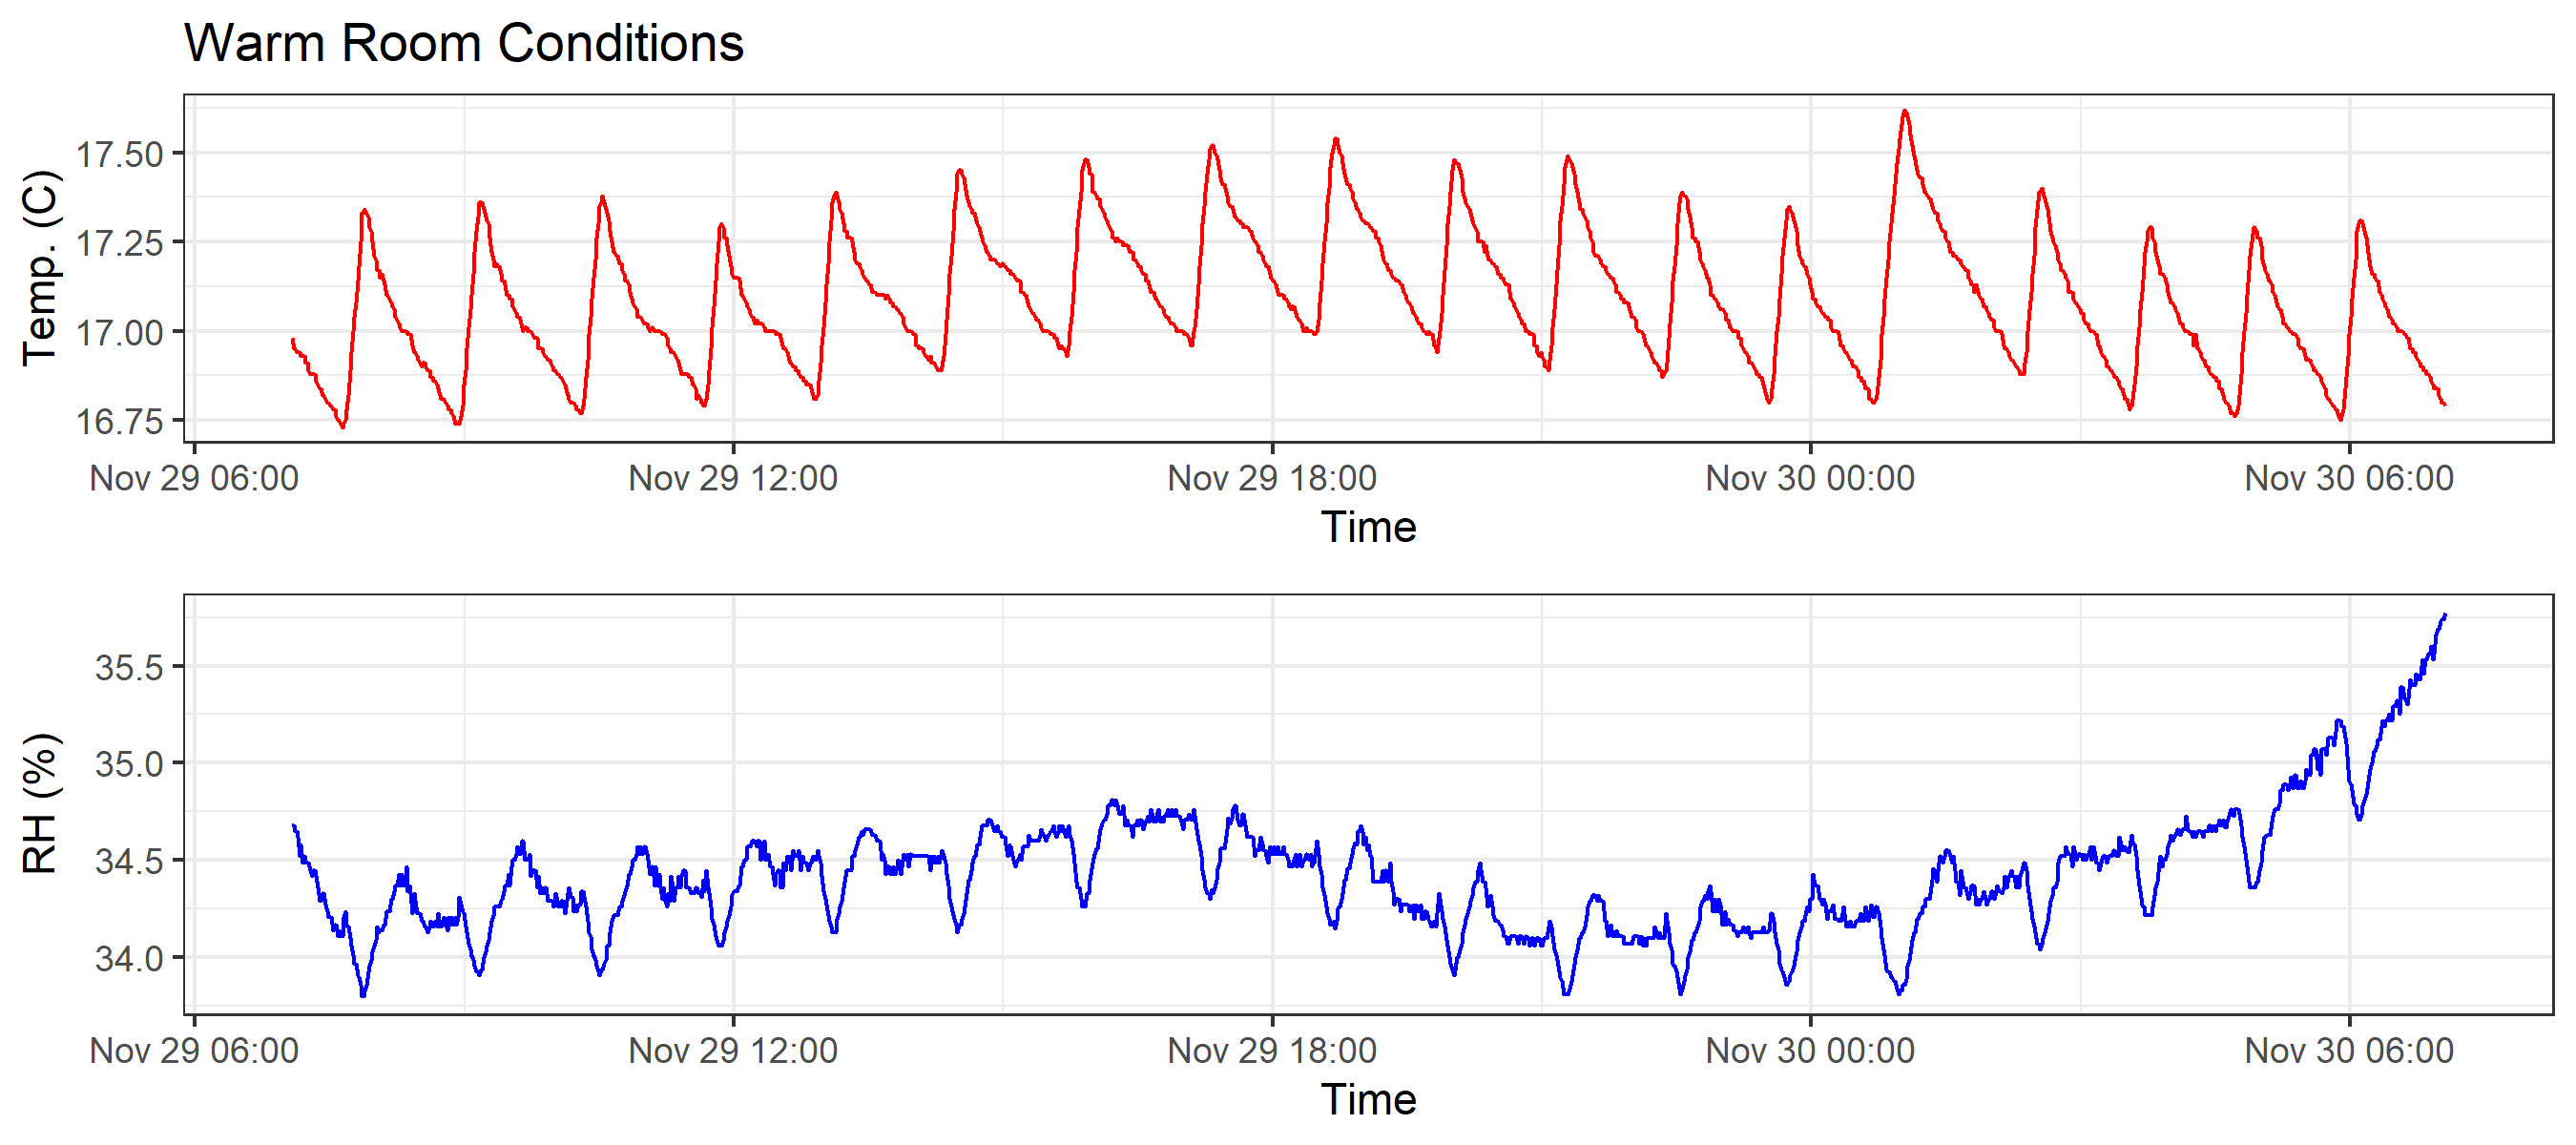 Warm Room Conditions
Temp. (C)
17.50
17.25
17.00
16.75
Nov 29 06:00 Nov 29 12:00 Nov 29 18:00 Nov 30 00:00 Nov 30 06:00
Time
RH (%)
35.5
35.0
34.5
34.0
Nov 29 06:00 Nov 29 12:00 Nov 29 18:00 Nov 30 00:00 Nov 30 06:00
Time